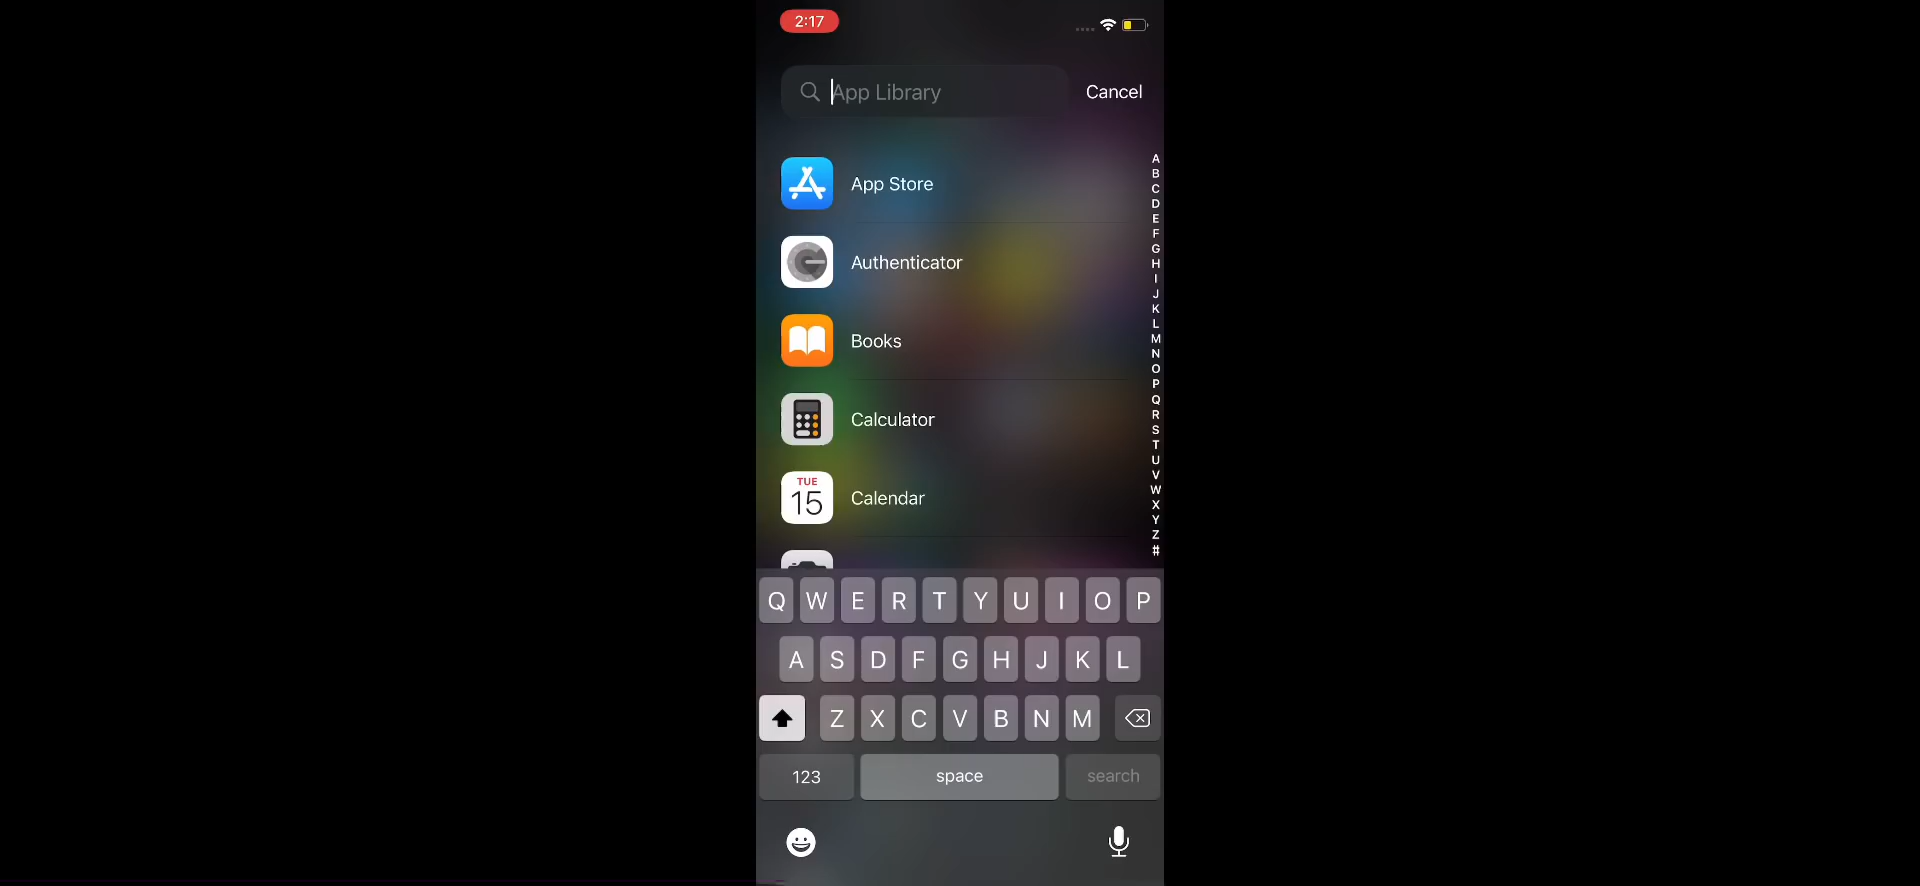 2:17
App Library
Cancel
App Store
Authenticator
Books
Calculator
TUE
15
Calendar
A
B
C
D
E
F
G
H
I
J
K
L
M
N
O
P
Q
R
S
T
U
V
W
X
Y
Z
#
Q W E R T Y U I O P
A S D F G H J K L
Z X C V B N M
123 space search